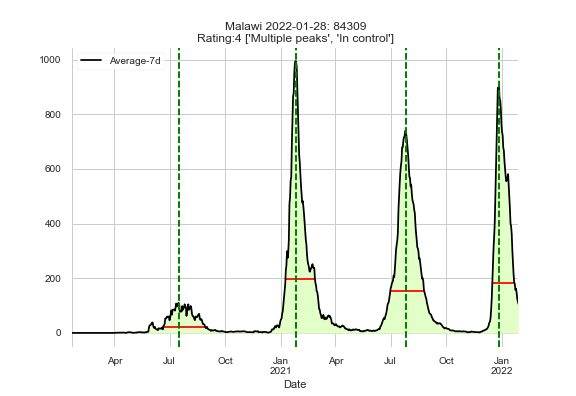 Malawi 2022-01-28: 84309
Rating:4 ['Multiple peaks', 'In control']
Average-7d
1000
800
600
400
200
0
Apr Jul Oct Jan Apr Jul Oct Jan
2021 2022
Date